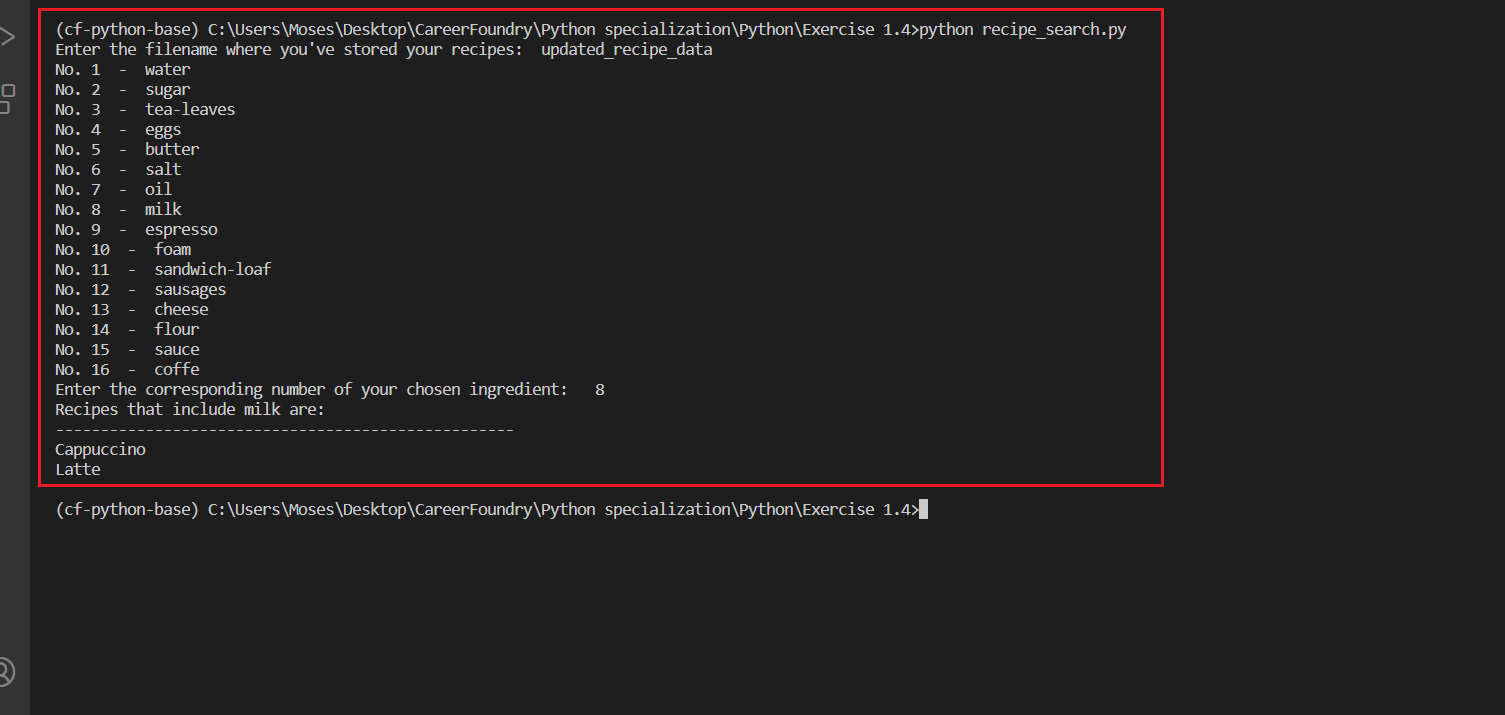 (cf-python-base) C:\Users\Moses\Desktop\CareerFoundry\Python specialization\Python\Exercise 1.4>python recipe_search.py
Enter the filename where you've stored your recipes:  updated_recipe_data
No. 1  -  water
No. 2  -  sugar
No. 3  -  tea-leaves
No. 4  -  eggs
No. 5  -  butter
No. 6  -  salt
No. 7  -  oil
No. 8  -  milk
No. 9  -  espresso
No. 10  -  foam
No. 11  -  sandwich-loaf
No. 12  -  sausages
No. 13  -  cheese
No. 14  -  flour
No. 15  -  sauce
No. 16  -  coffe
Enter the corresponding number of your chosen ingredient:   8
Recipes that include milk are:
---------------------------------------------------
Cappuccino
Latte
(cf-python-base) C:\Users\Moses\Desktop\CareerFoundry\Python specialization\Python\Exercise 1.4>